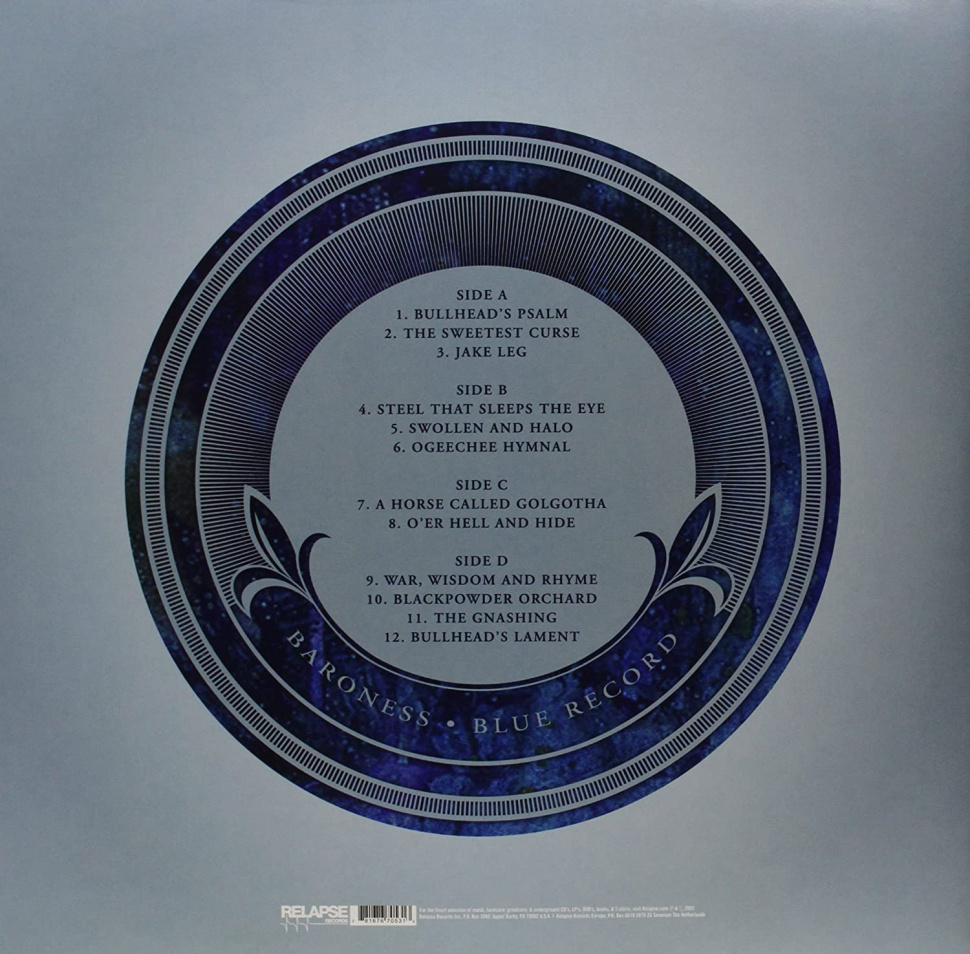 SIDE A
1. BULLHEAD'S PSALM
2. THE SWEETEST CURSE
3. JAKE LEG
SIDE B
4. STEEL THAT SLEEPS THE EYE
5. SWOLLEN AND HALO
6. OGEECHEE HYMNAL
SIDE C
7. A HORSE CALLED GOLGOTHA
8. O'ER HELL AND HIDE
SIDE D
9. WAR, WISDOM AND RHYME
10. BLACKPOWDER ORCHARD
11. THE GNASHING
12. BULLHEAD'S LAMENT
BARONESS • BLUE RECORD
RELAPSE
RECORDS